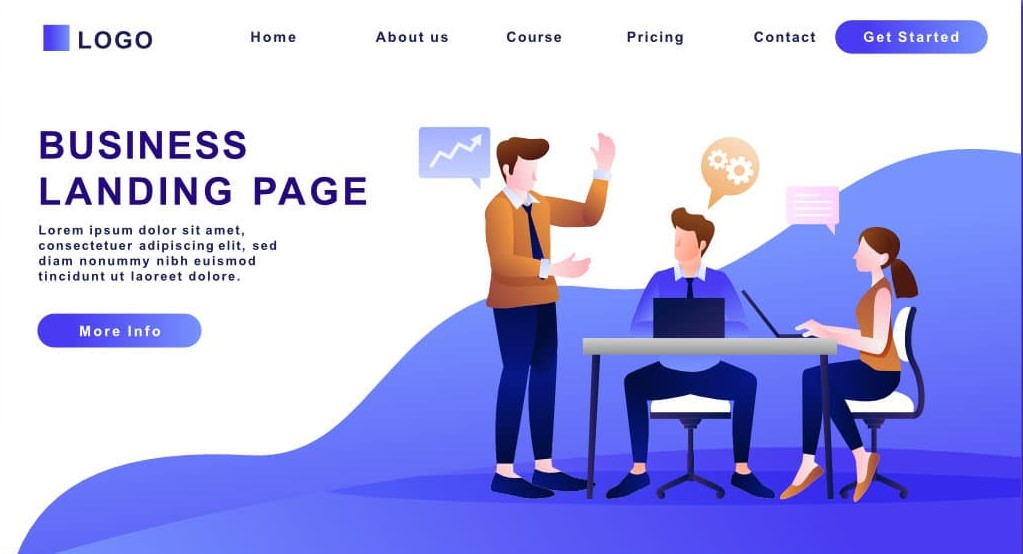 LOGO
Home
About us
Course
Pricing
Contact
Get Started
BUSINESS
LANDING PAGE
Lorem ipsum dolor sit amet,
consectetuer adipiscing elit, sed
diam nonummy nibh euismod
tincidunt ut laoreet dolore.
More Info